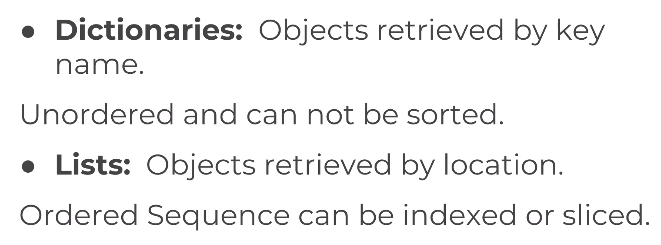 ● Dictionaries: Objects retrieved by key
name.
Unordered and can not be sorted.
● Lists: Objects retrieved by location.
Ordered Sequence can be indexed or sliced.